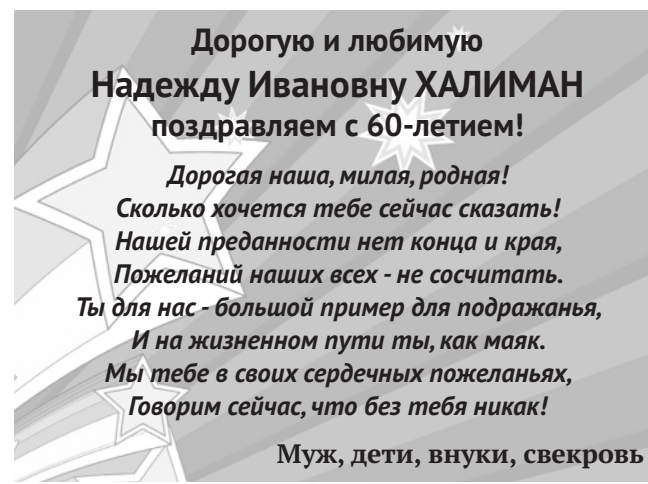 Дорогую и любимую
Надежду Ивановну ХАЛИМАН
поздравляем с 60-летием!
Дорогая наша, милая, родная!
Сколько хочется тебе сейчас сказать!
Нашей преданности нет конца и края,
Пожеланий наших всех - не сосчитать.
Ты для нас - большой пример для подражанья,
И на жизненном пути ты, как маяк.
Мы тебе в своих сердечных пожеланьях,
Говорим сейчас, что без тебя никак!
Муж, дети, внуки, свекровь